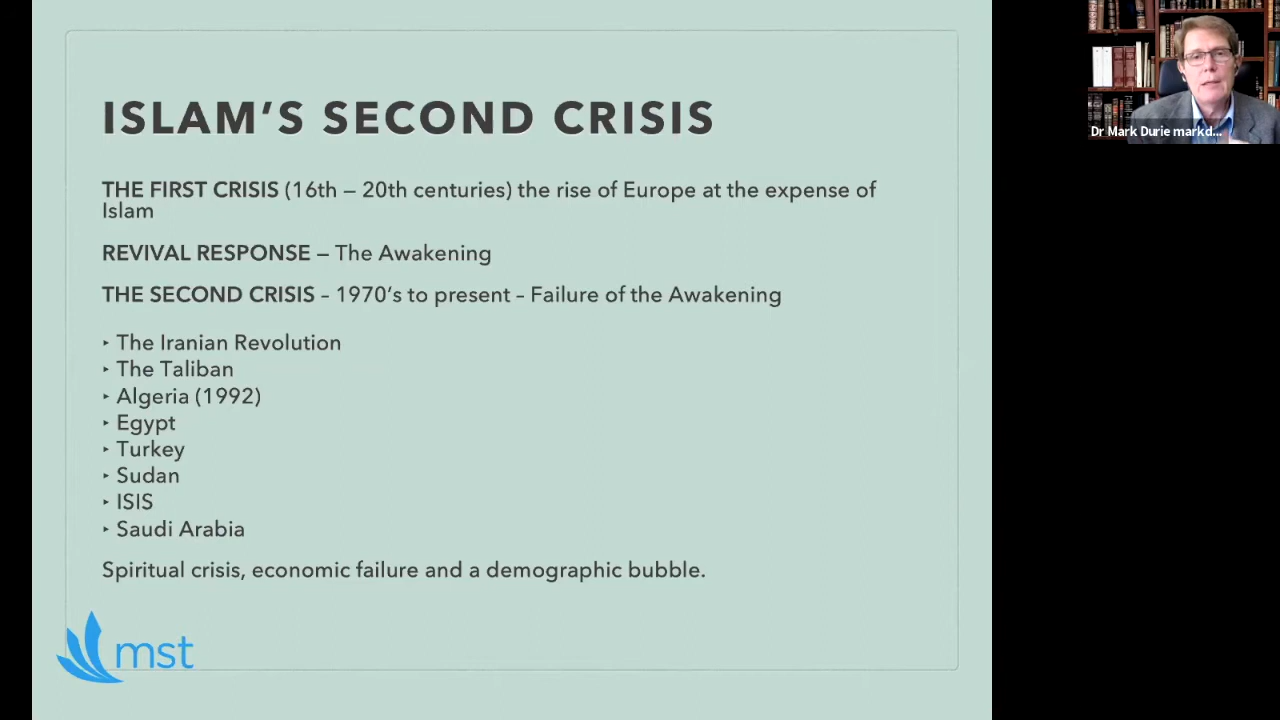 ISLAM’S SECOND CRISIS
THE FIRST CRISIS (16th – 20th centuries) the rise of Europe at the expense of
Islam
REVIVAL RESPONSE – The Awakening
THE SECOND CRISIS – 1970’s to present – Failure of the Awakening
‣ The Iranian Revolution
‣ The Taliban
‣ Algeria (1992)
‣ Egypt
‣ Turkey
‣ Sudan
‣ ISIS
‣ Saudi Arabia
Spiritual crisis, economic failure and a demographic bubble.
mst
Dr Mark Durie markd...